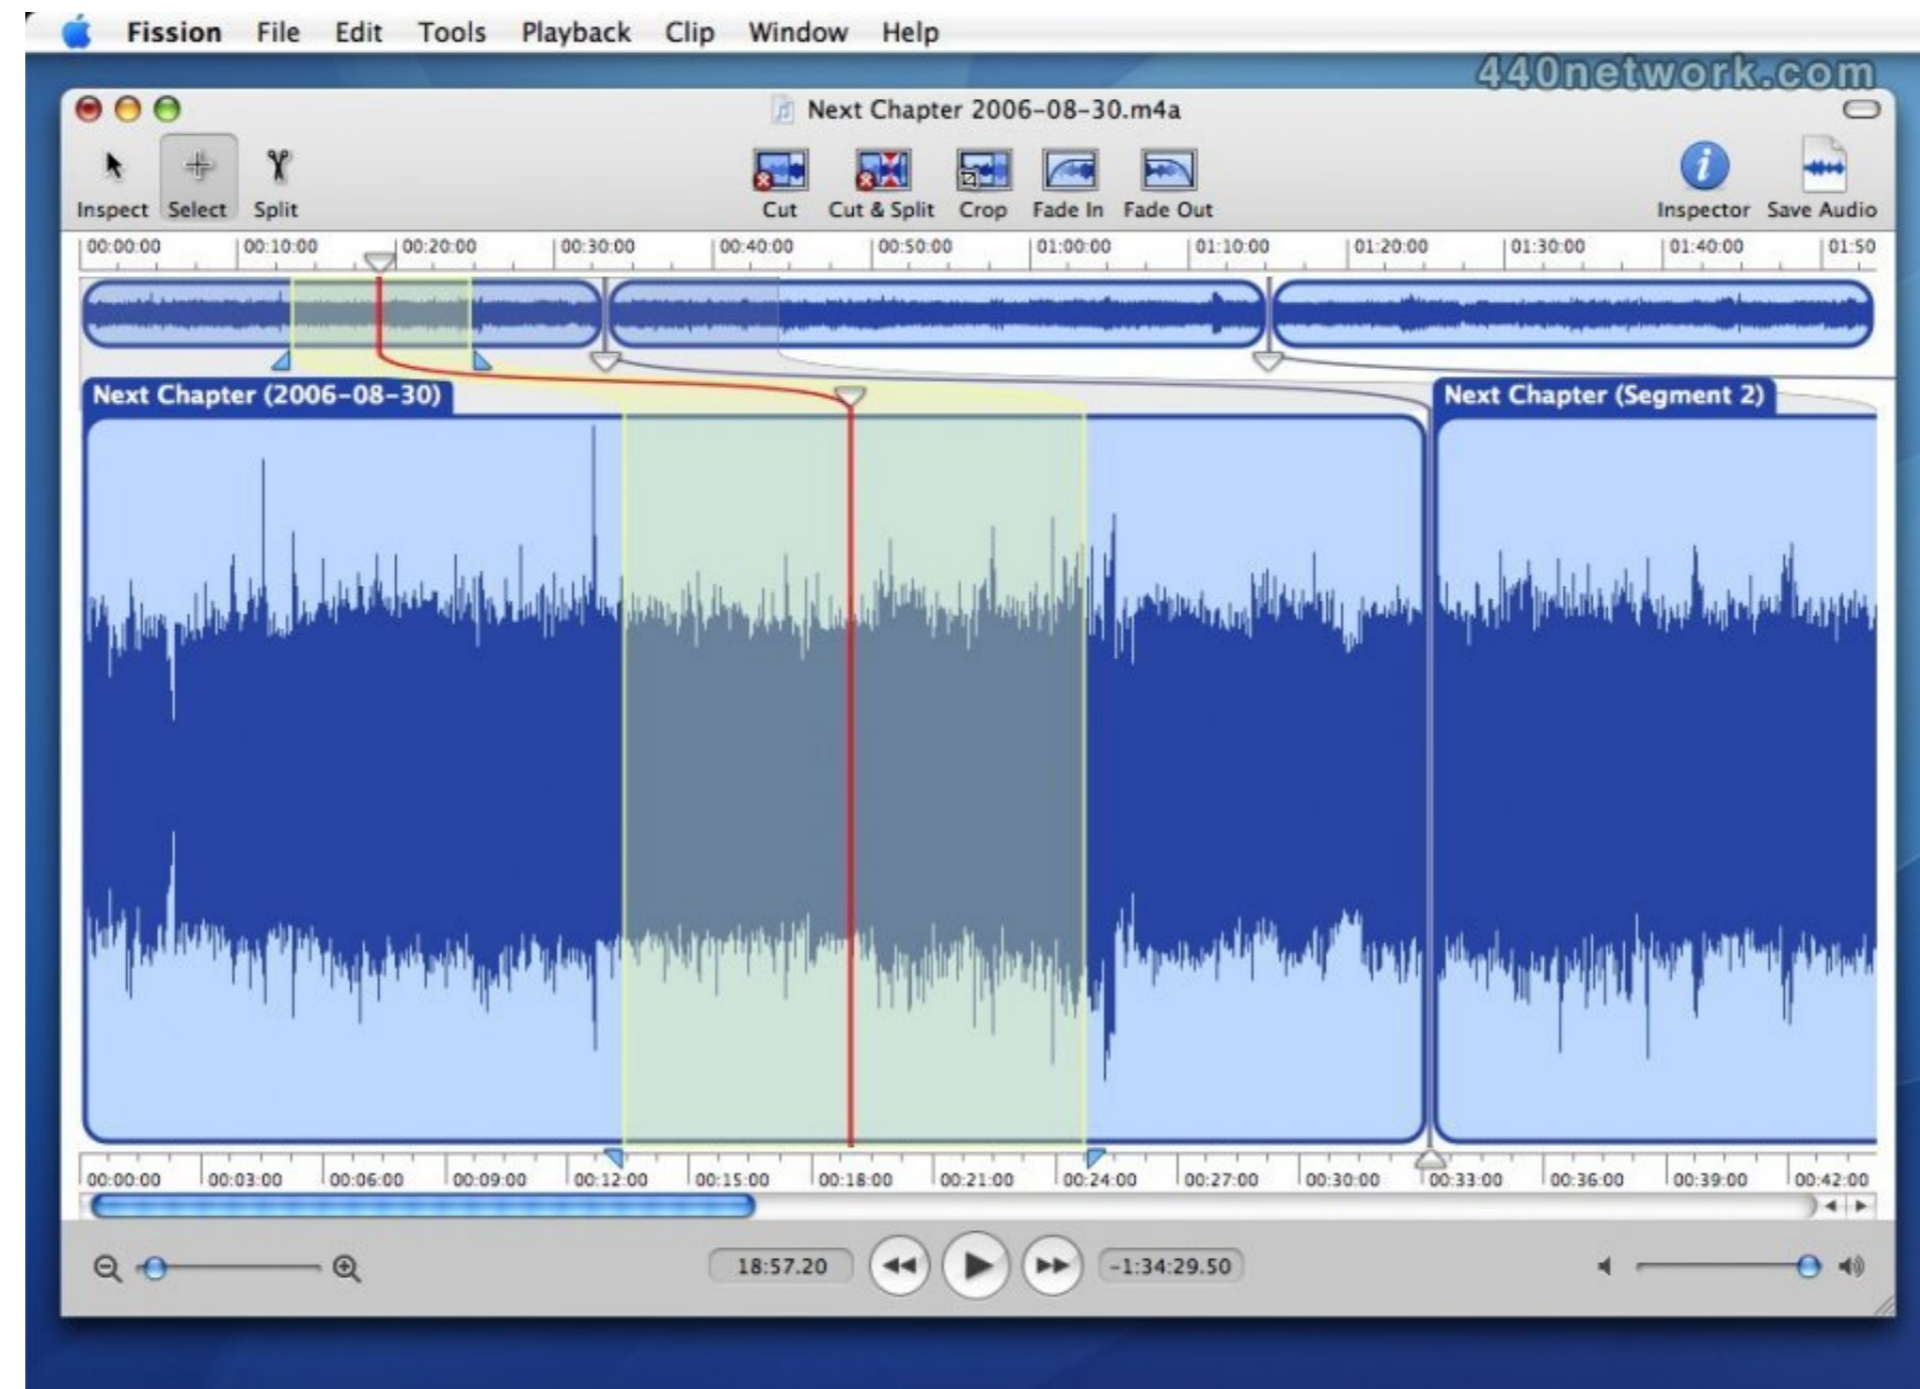 Fission File Edit Tools Playback Clip Window Help
440network.com
Next Chapter 2006-08-30.m4a
Inspect Select Split Cut Cut & Split Crop Fade In Fade Out Inspector Save Audio
00:00:00 00:10:00 00:20:00 00:30:00 00:40:00 00:50:00 01:00:00 01:10:00 01:20:00 01:30:00 01:40:00 01:50
Next Chapter (2006-08-30) Next Chapter (Segment 2)
00:00:00 00:03:00 00:06:00 00:09:00 00:12:00 00:15:00 00:18:00 00:21:00 00:24:00 00:27:00 00:30:00 00:33:00 00:36:00 00:39:00 00:42:00
18:57.20 -1:34:29.50